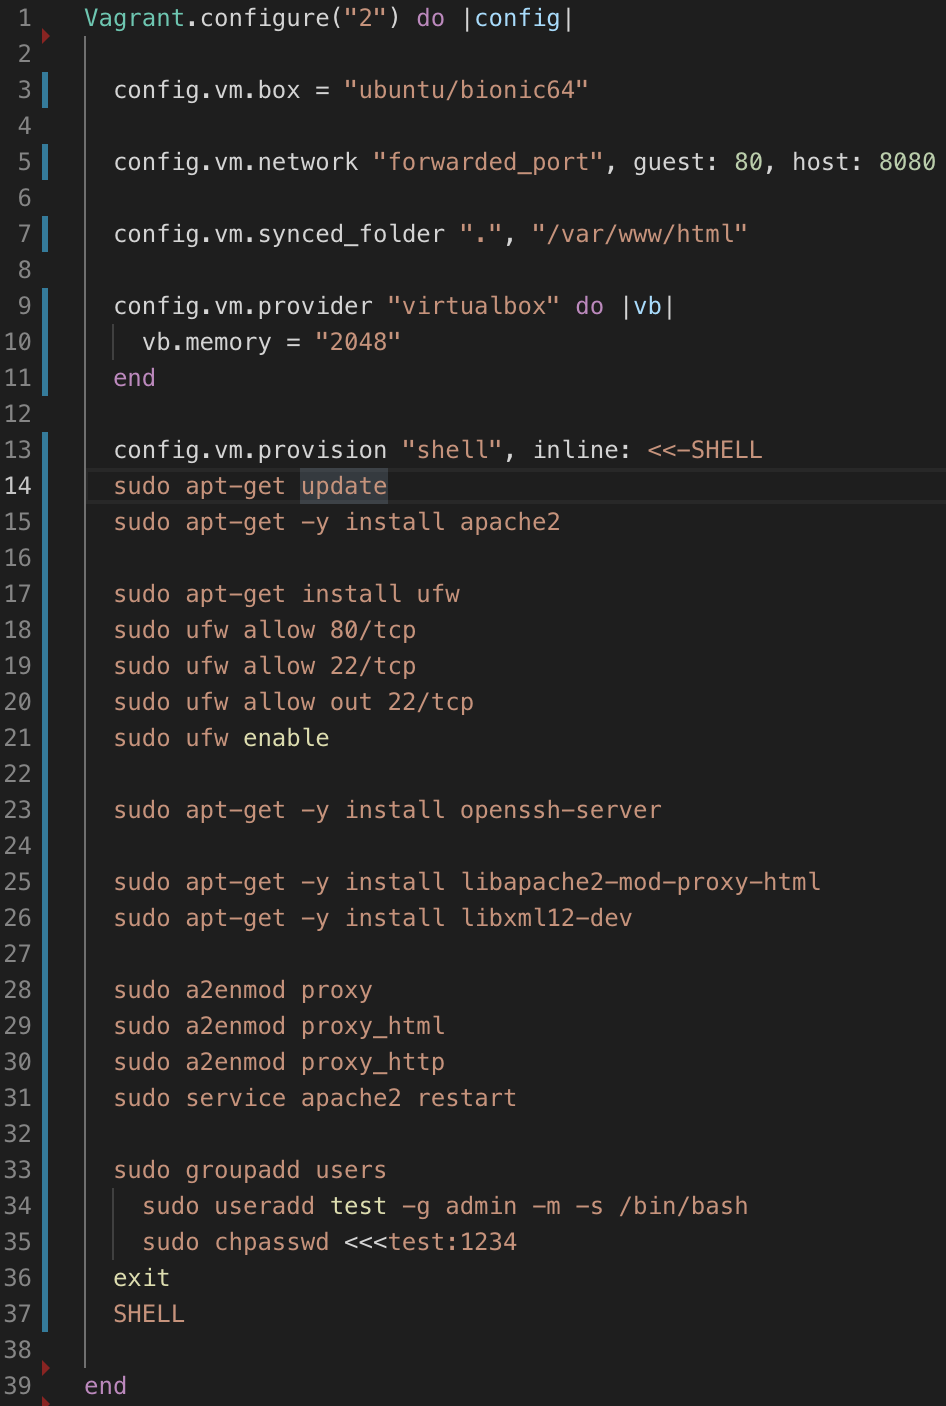 1 Vagrant.configure("2") do |config|
2
3 config.vm.box = "ubuntu/bionic64"
4
5 config.vm.network "forwarded_port", guest: 80, host: 8080
6
7 config.vm.synced_folder ".", "/var/www/html"
8
9 config.vm.provider "virtualbox" do |vb|
10 vb.memory = "2048"
11 end
12
13 config.vm.provision "shell", inline: <<-SHELL
14 sudo apt-get update
15 sudo apt-get -y install apache2
16
17 sudo apt-get install ufw
18 sudo ufw allow 80/tcp
19 sudo ufw allow 22/tcp
20 sudo ufw allow out 22/tcp
21 sudo ufw enable
22
23 sudo apt-get -y install openssh-server
24
25 sudo apt-get -y install libapache2-mod-proxy-html
26 sudo apt-get -y install libxml12-dev
27
28 sudo a2enmod proxy
29 sudo a2enmod proxy_html
30 sudo a2enmod proxy_http
31 sudo service apache2 restart
32
33 sudo groupadd users
34 sudo useradd test -g admin -m -s /bin/bash
35 sudo chpasswd <<<test:1234
36 exit
37 SHELL
38
39 end